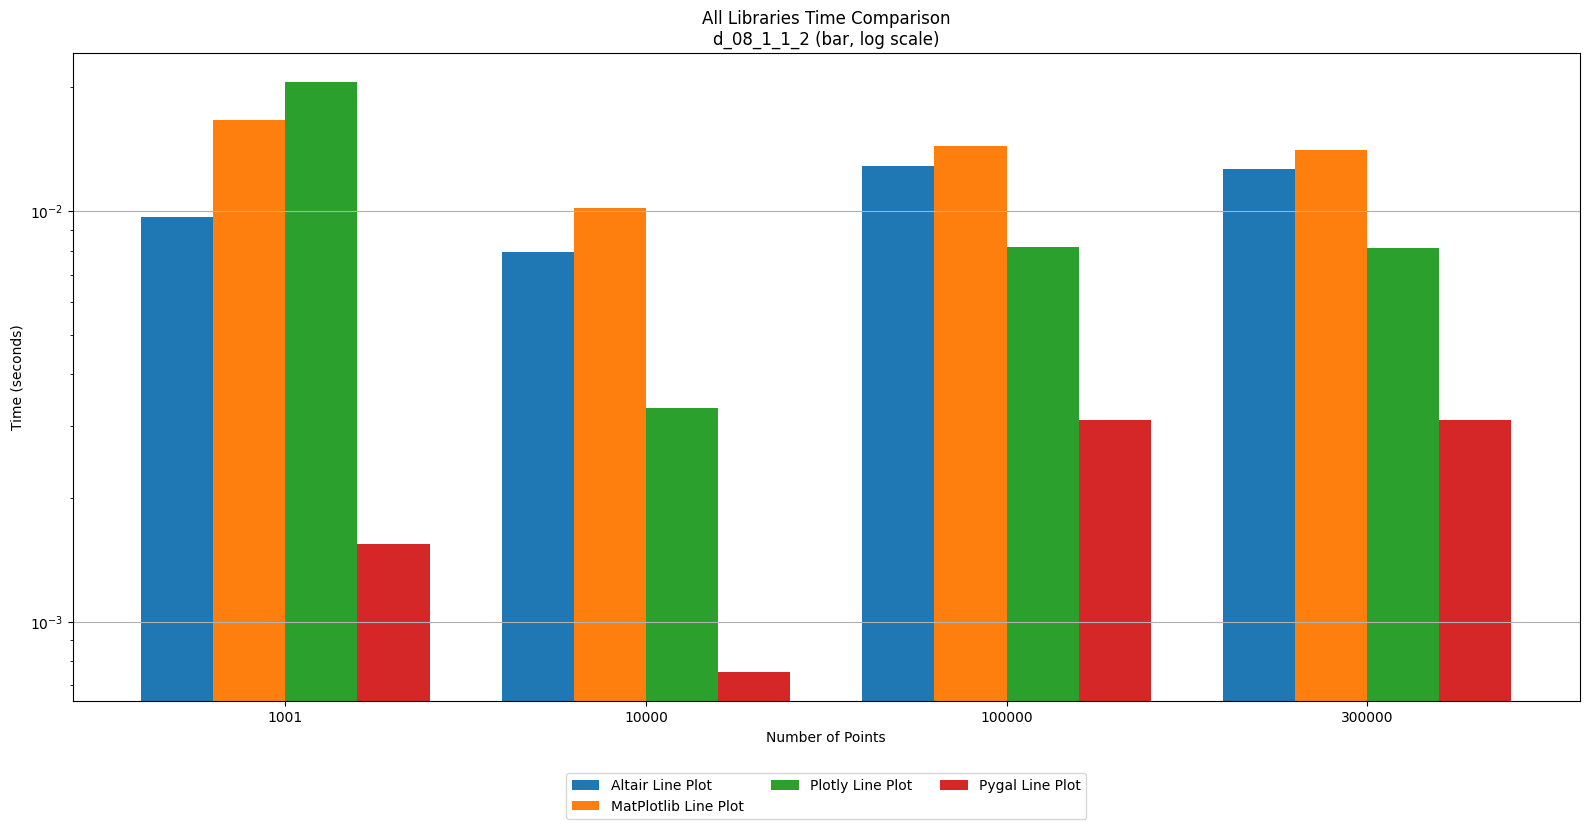 All Libraries Time Comparison
d_08_1_1_2 (bar, log scale)
Time (seconds)
10⁻²
10⁻³
1001 10000 100000 300000
Number of Points
Altair Line Plot Plotly Line Plot Pygal Line Plot
MatPlotlib Line Plot